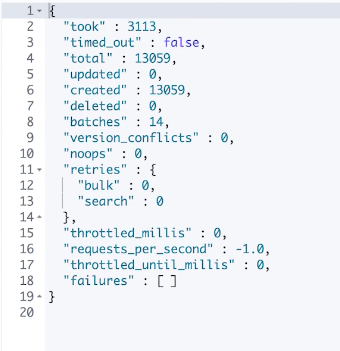 1 {
2 "took" : 3113,
3 "timed_out" : false,
4 "total" : 13059,
5 "updated" : 0,
6 "created" : 13059,
7 "deleted" : 0,
8 "batches" : 14,
9 "version_conflicts" : 0,
10 "noops" : 0,
11 "retries" : {
12 "bulk" : 0,
13 "search" : 0
14 },
15 "throttled_millis" : 0,
16 "requests_per_second" : -1.0,
17 "throttled_until_millis" : 0,
18 "failures" : [ ]
19 }
20